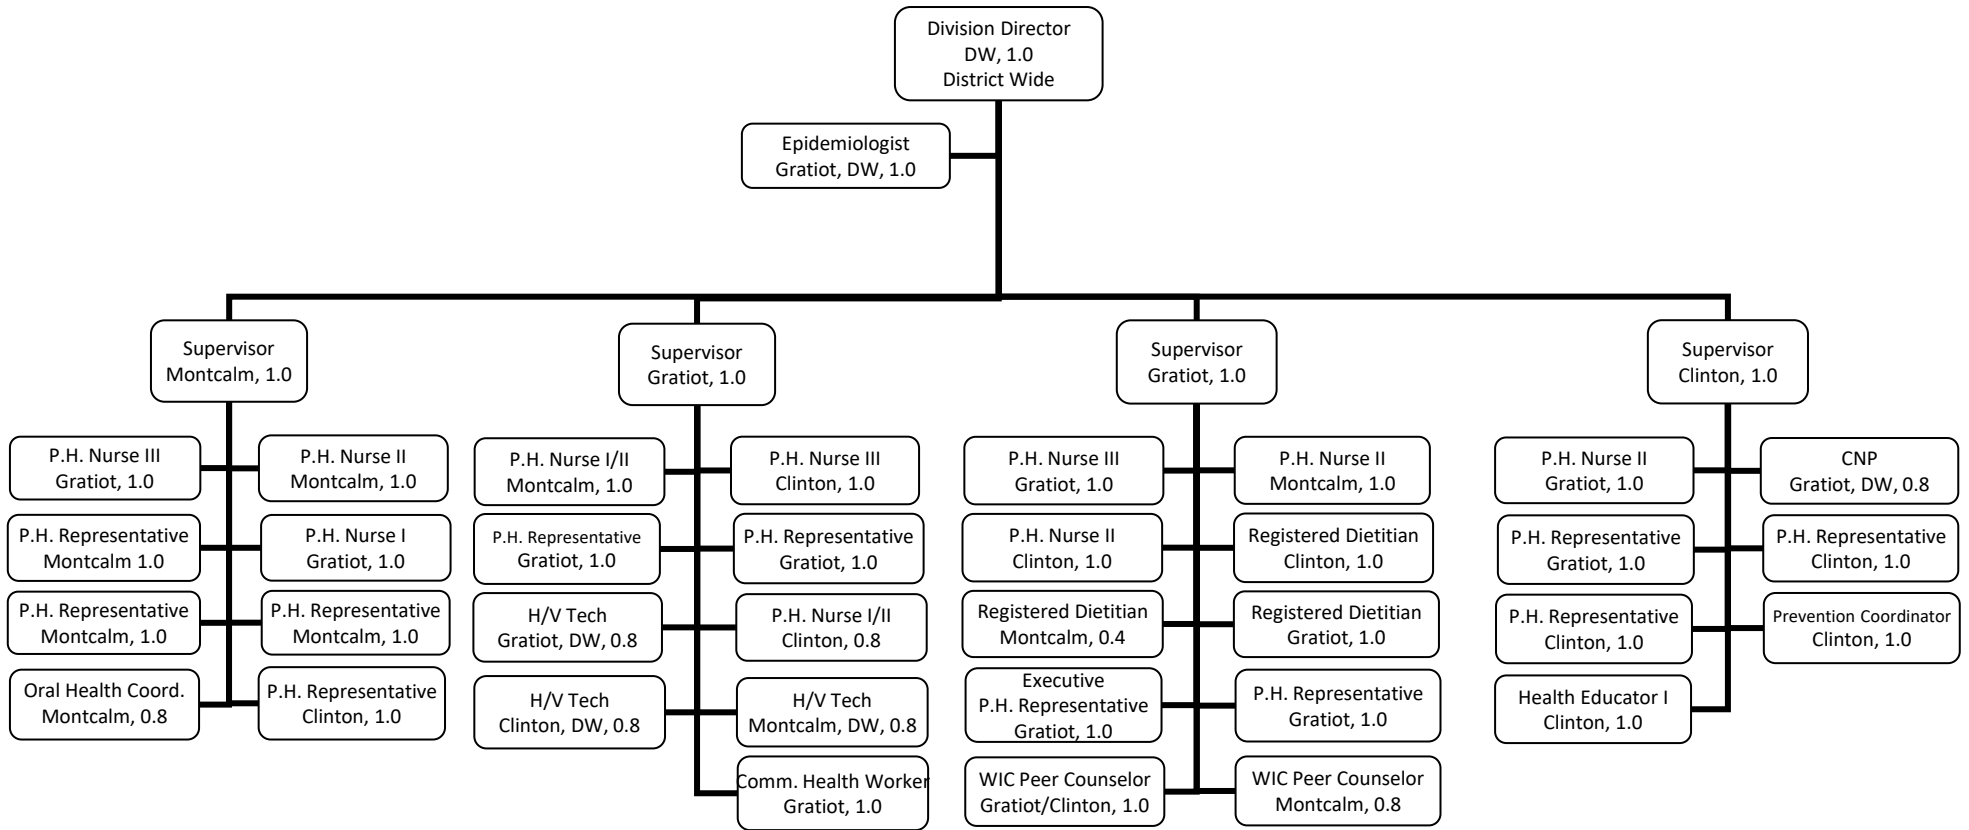 Division Director
DW, 1.0
District Wide
Epidemiologist
Gratiot, DW, 1.0
Supervisor
Montcalm, 1.0
P.H. Nurse III
Gratiot, 1.0
P.H. Nurse II
Montcalm, 1.0
P.H. Representative
Montcalm 1.0
P.H. Nurse I
Gratiot, 1.0
P.H. Representative
Montcalm, 1.0
P.H. Representative
Montcalm, 1.0
Oral Health Coord.
Montcalm, 0.8
P.H. Representative
Clinton, 1.0
Supervisor
Gratiot, 1.0
P.H. Nurse I/II
Montcalm, 1.0
P.H. Nurse III
Clinton, 1.0
P.H. Representative
Gratiot, 1.0
P.H. Representative
Gratiot, 1.0
H/V Tech
Gratiot, DW, 0.8
P.H. Nurse I/II
Clinton, 0.8
H/V Tech
Clinton, DW, 0.8
H/V Tech
Montcalm, DW, 0.8
Comm. Health Worker
Gratiot, 1.0
Supervisor
Gratiot, 1.0
P.H. Nurse III
Gratiot, 1.0
P.H. Nurse II
Montcalm, 1.0
P.H. Nurse II
Clinton, 1.0
Registered Dietitian
Clinton, 1.0
Registered Dietitian
Montcalm, 0.4
Registered Dietitian
Gratiot, 1.0
Executive
P.H. Representative
Gratiot, 1.0
P.H. Representative
Gratiot, 1.0
WIC Peer Counselor
Gratiot/Clinton, 1.0
WIC Peer Counselor
Montcalm, 0.8
Supervisor
Clinton, 1.0
P.H. Nurse II
Gratiot, 1.0
CNP
Gratiot, DW, 0.8
P.H. Representative
Gratiot, 1.0
P.H. Representative
Clinton, 1.0
P.H. Representative
Clinton, 1.0
Prevention Coordinator
Clinton, 1.0
Health Educator I
Clinton, 1.0